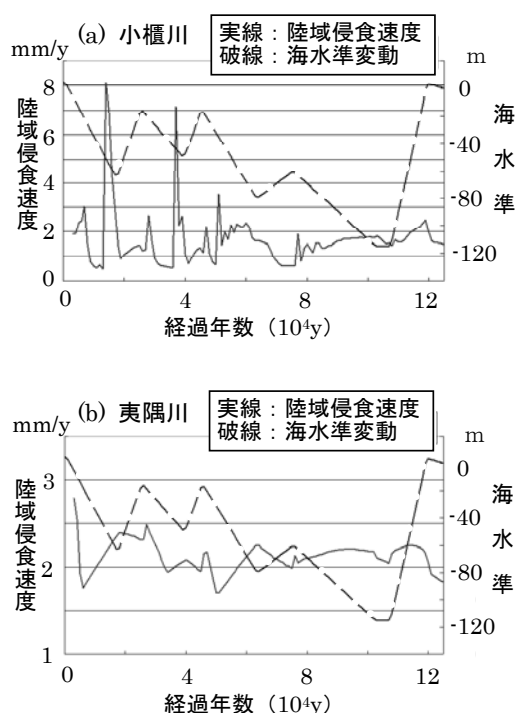 mm/y (a) 小櫃川
実線：陸域侵食速度
破線：海水準変動
m
陸域侵食速度
8
6
4
2
0
0
-40
-80
-120
海水準
0 4 8 12
経過年数（10⁴y）
mm/y (b) 夷隅川
実線：陸域侵食速度
破線：海水準変動
m
陸域侵食速度
3
2
1
0
-40
-80
-120
海水準
0 4 8 12
経過年数（10⁴y）